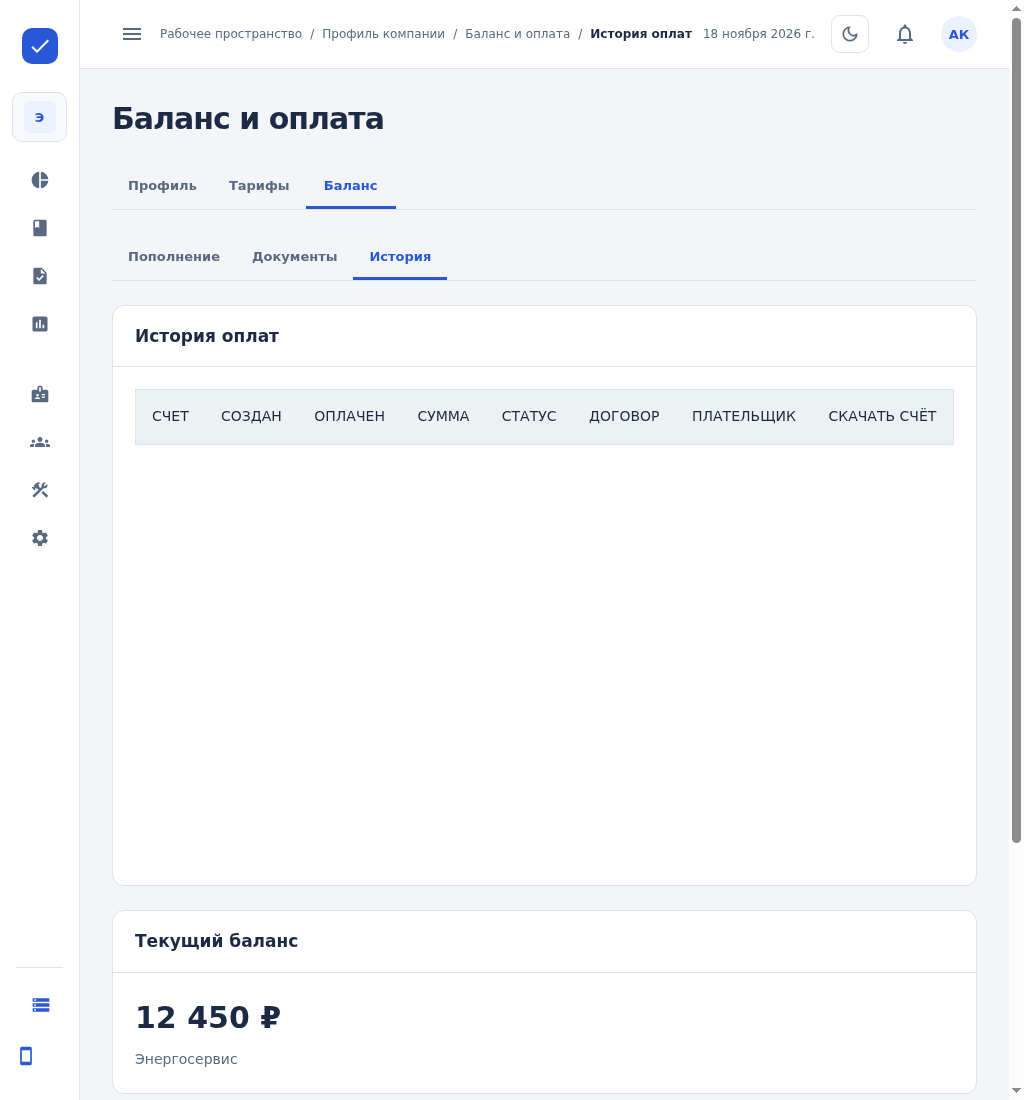 Рабочее пространство / Профиль компании / Баланс и оплата / История оплат 18 ноября 2026 г. АК
Э
Баланс и оплата
Профиль Тарифы Баланс
Пополнение Документы История
История оплат
СЧЕТ СОЗДАН ОПЛАЧЕН СУММА СТАТУС ДОГОВОР ПЛАТЕЛЬЩИК СКАЧАТЬ СЧЁТ
Текущий баланс
12 450 ₽
Энергосервис